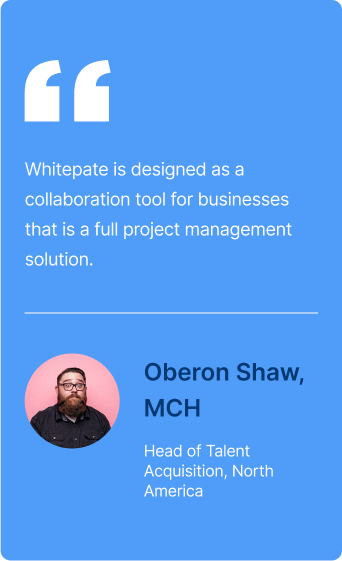 Whitepate is designed as a
collaboration tool for businesses
that is a full project management
solution.
Oberon Shaw,
MCH
Head of Talent
Acquisition, North
America